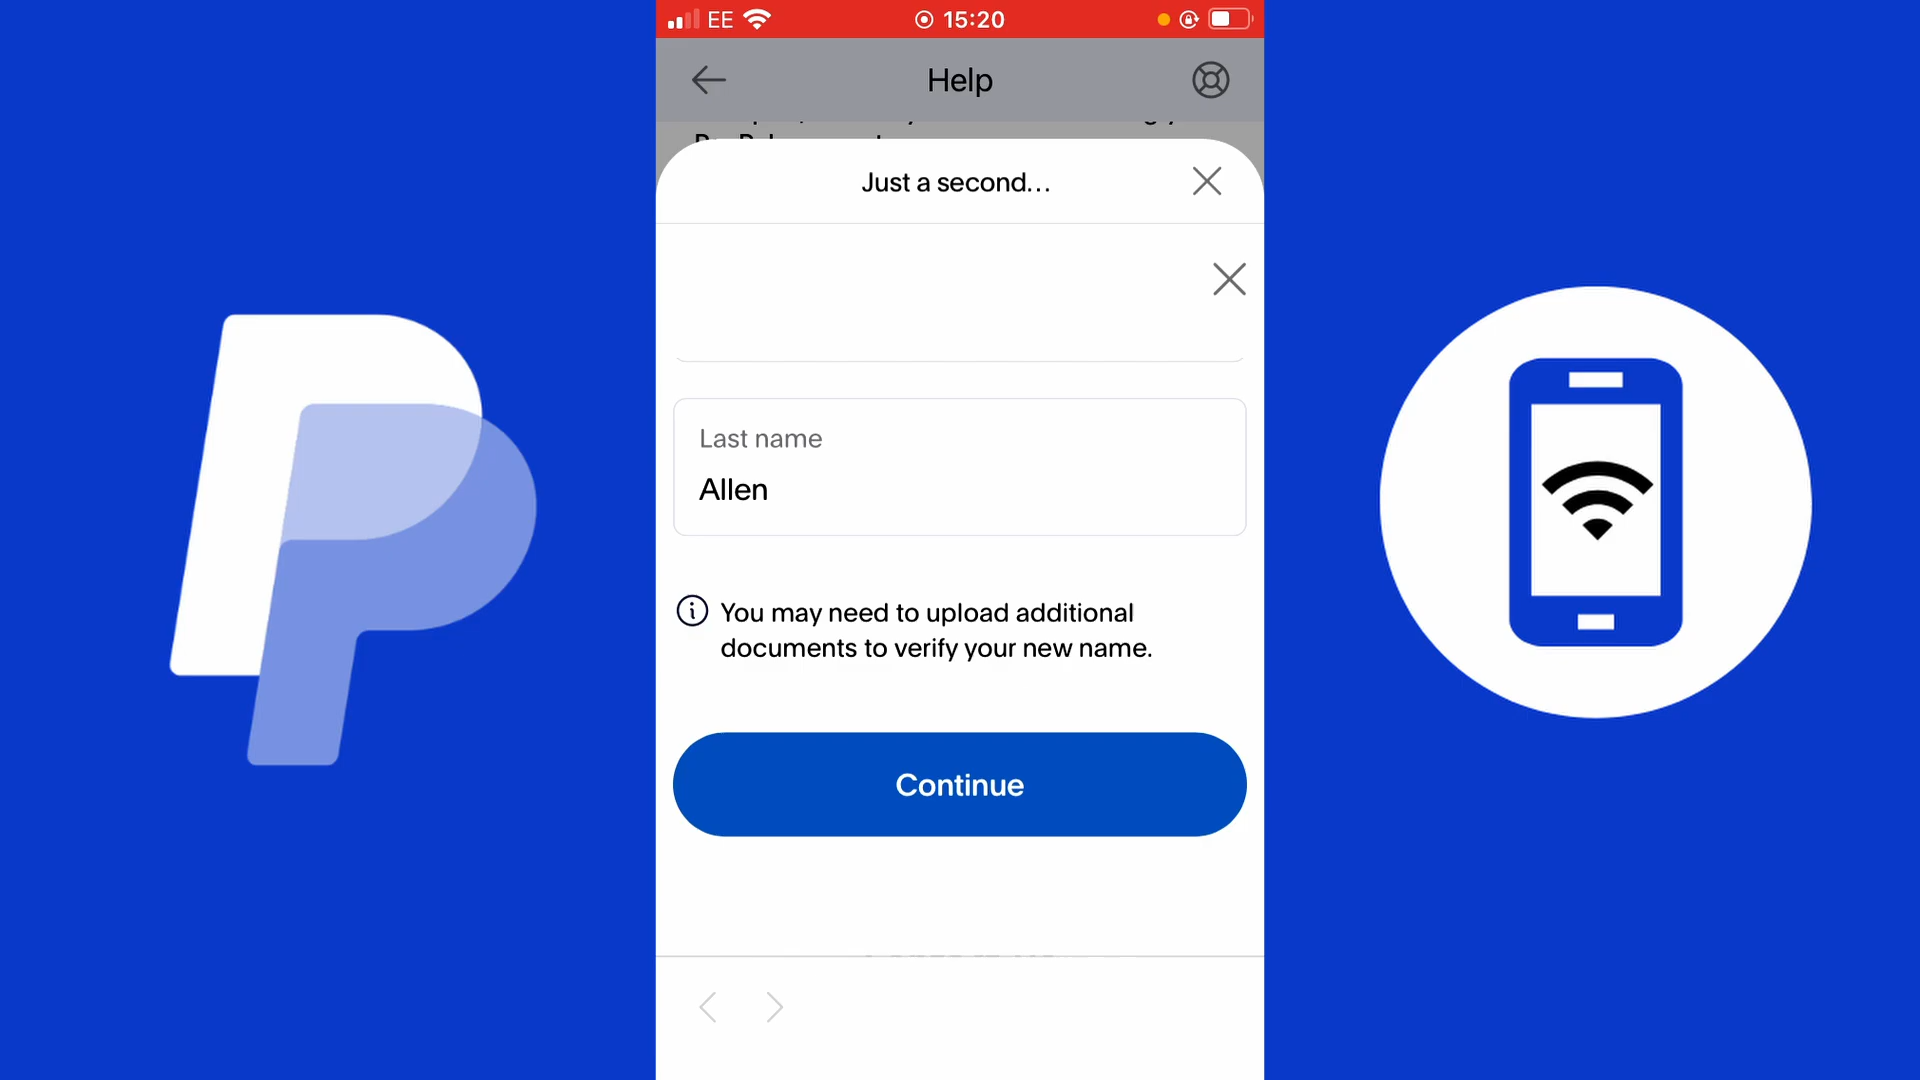 EE 15:20
Help
Just a second...
Last name
Allen
You may need to upload additional
documents to verify your new name.
Continue